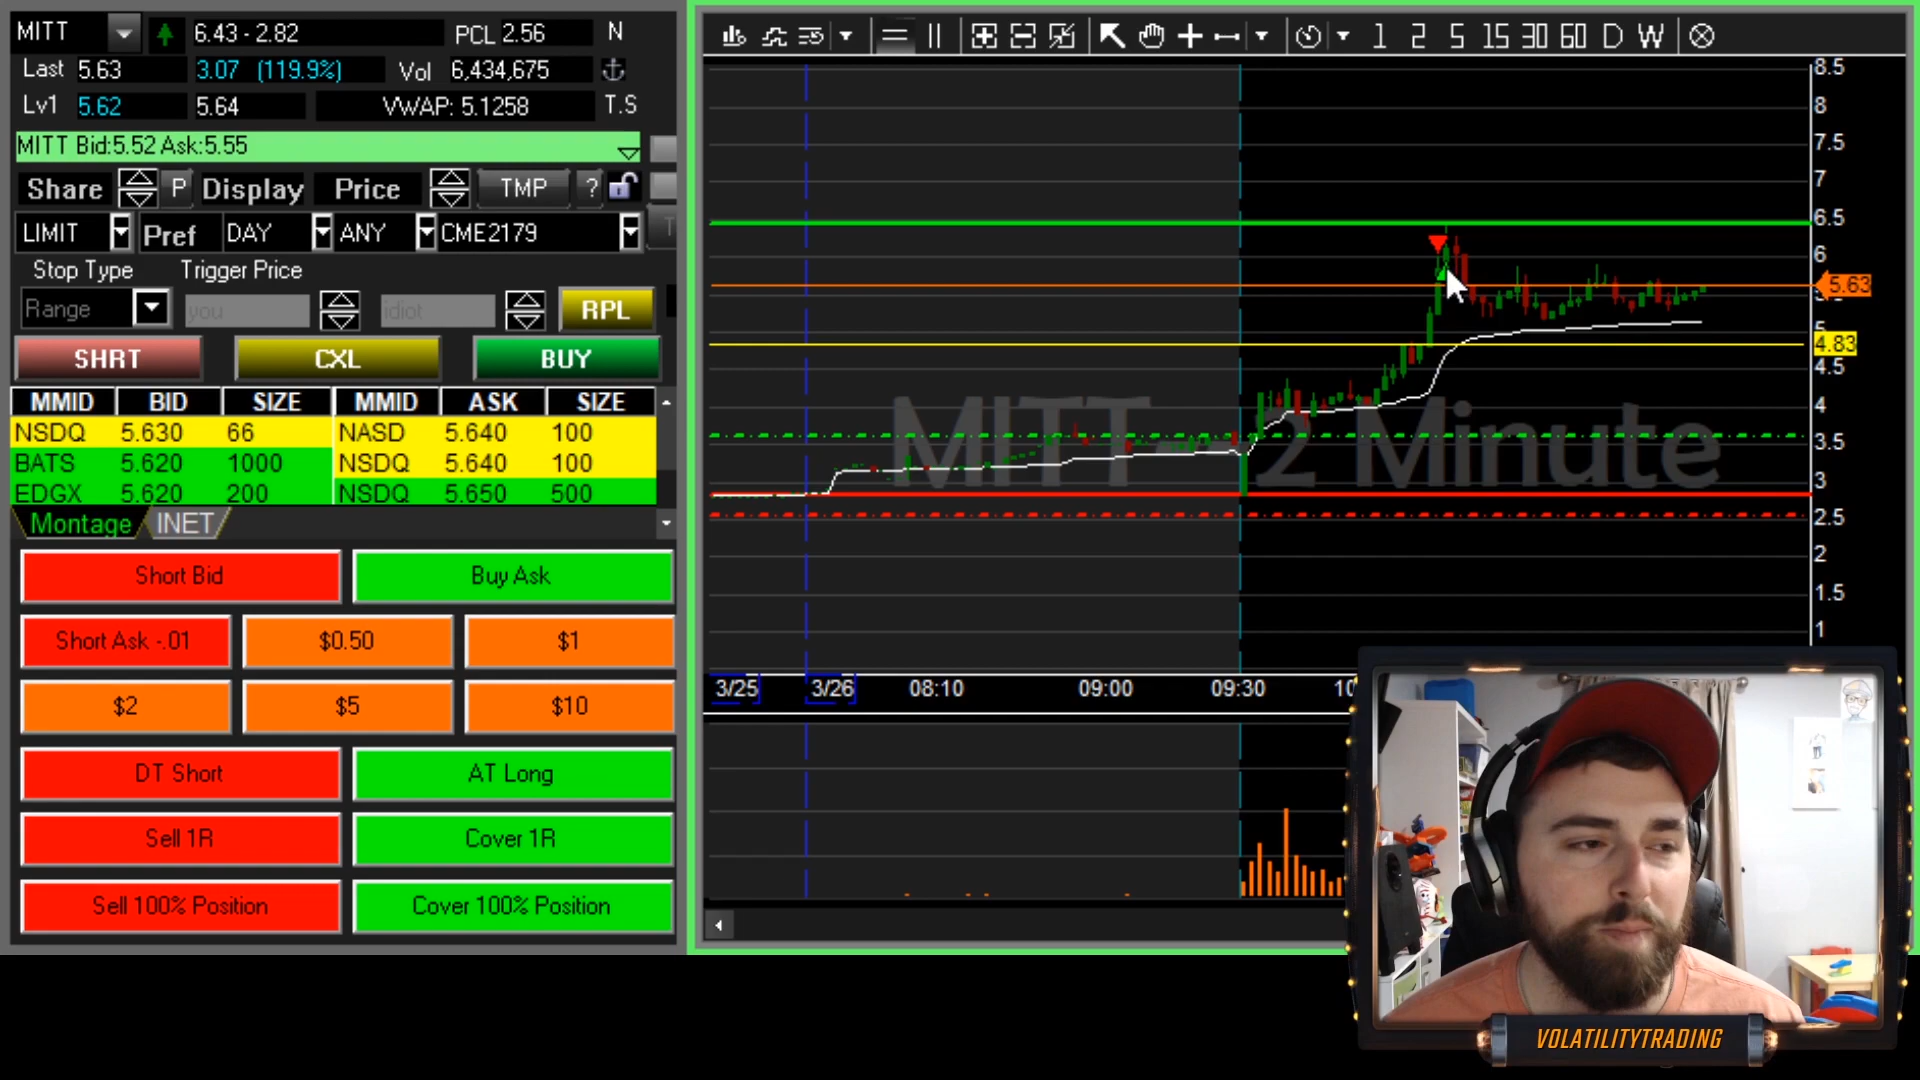 MITT 6.43 - 2.82 PCL 2.56 N
Last 5.63 3.07 (119.9%) Vol 6,434,675
Lv1 5.62 5.64 VWAP: 5.1258 T.S
MITT Bid:5.52 Ask:5.55
Share P Display Price TMP ?
LIMIT Pref DAY ANY CME2179
Stop Type Trigger Price
Range you idiot RPL
SHRT CXL BUY
MMID BID SIZE MMID ASK SIZE
NSDQ 5.630 66 NASD 5.640 100
BATS 5.620 1000 NSDQ 5.640 100
EDGX 5.620 200 NSDQ 5.650 500
Montage INET
Short Bid Buy Ask
Short Ask -.01 $0.50 $1
$2 $5 $10
DT Short AT Long
Sell 1R Cover 1R
Sell 100% Position Cover 100% Position
1 2 5 15 30 60 D W
8.5
8
7.5
7
6.5
6
5.63
5
4.83
4.5
4
3.5
3
2.5
2
1.5
1
MITT - 2 Minute
3/25 3/26 08:10 09:00 09:30
VOLATILITYTRADING